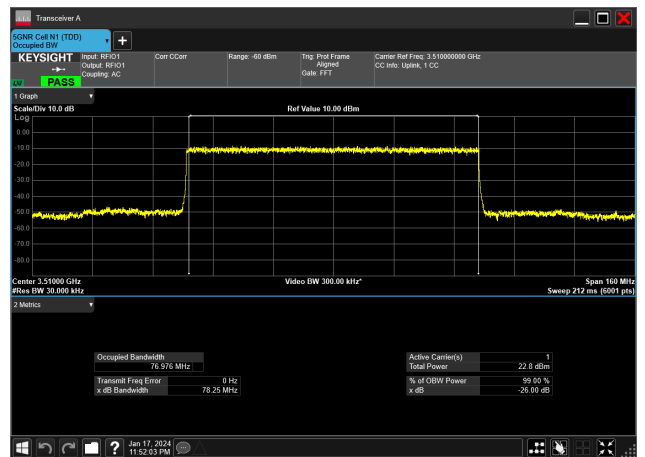 Transceiver A
5GNR Cell N1 (TDD)
Occupied BW
KEYSIGHT
LXI
PASS
Input: RFIO1
Output: RFIO1
Coupling: AC
Corr CCorr
Range: -60 dBm
Trig: Prot Frame
Aligned
Gate: FFT
Carrier Ref Freq: 3.510000000 GHz
CC Info: Uplink, 1 CC
1 Graph
Scale/Div 10.0 dB
Ref Value 10.00 dBm
Log
0.00
-10.0
-20.0
-30.0
-40.0
-50.0
-60.0
-70.0
-80.0
Center 3.51000 GHz
Video BW 300.00 kHz*
Span 160 MHz
#Res BW 30.000 kHz
Sweep 212 ms (6001 pts)
2 Metrics
Occupied Bandwidth
76.976 MHz
Active Carrier(s) 1
Total Power 22.8 dBm
Transmit Freq Error 0 Hz
x dB Bandwidth 78.25 MHz
% of OBW Power 99.00 %
x dB -26.00 dB
?
Jan 17, 2024
11:52:03 PM